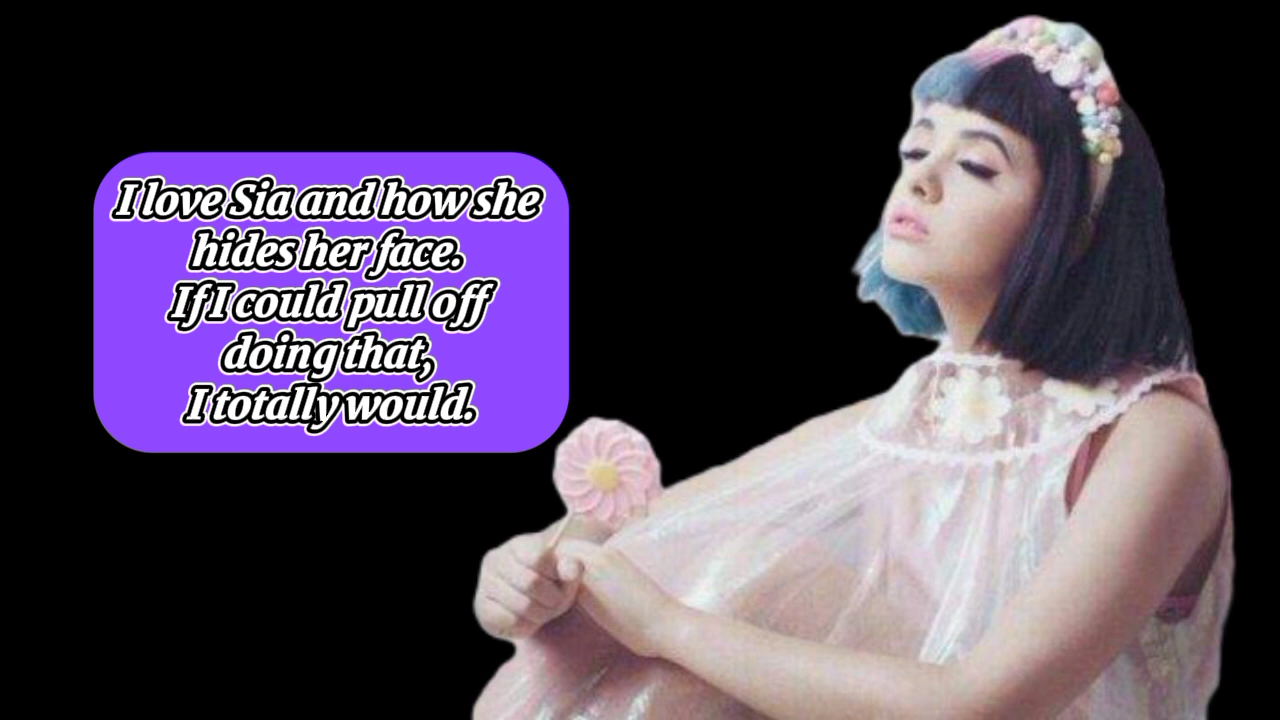 I love Sia and how she
hides her face.
If I could pull off
doing that,
I totally would.